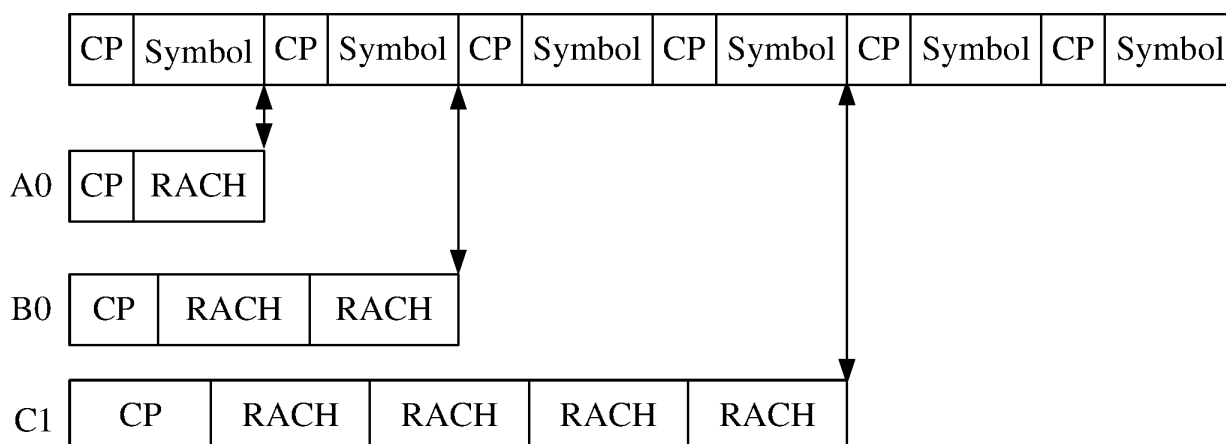 CP Symbol CP Symbol CP Symbol CP Symbol CP Symbol CP Symbol
A0 CP RACH
B0 CP RACH RACH
C1 CP RACH RACH RACH RACH